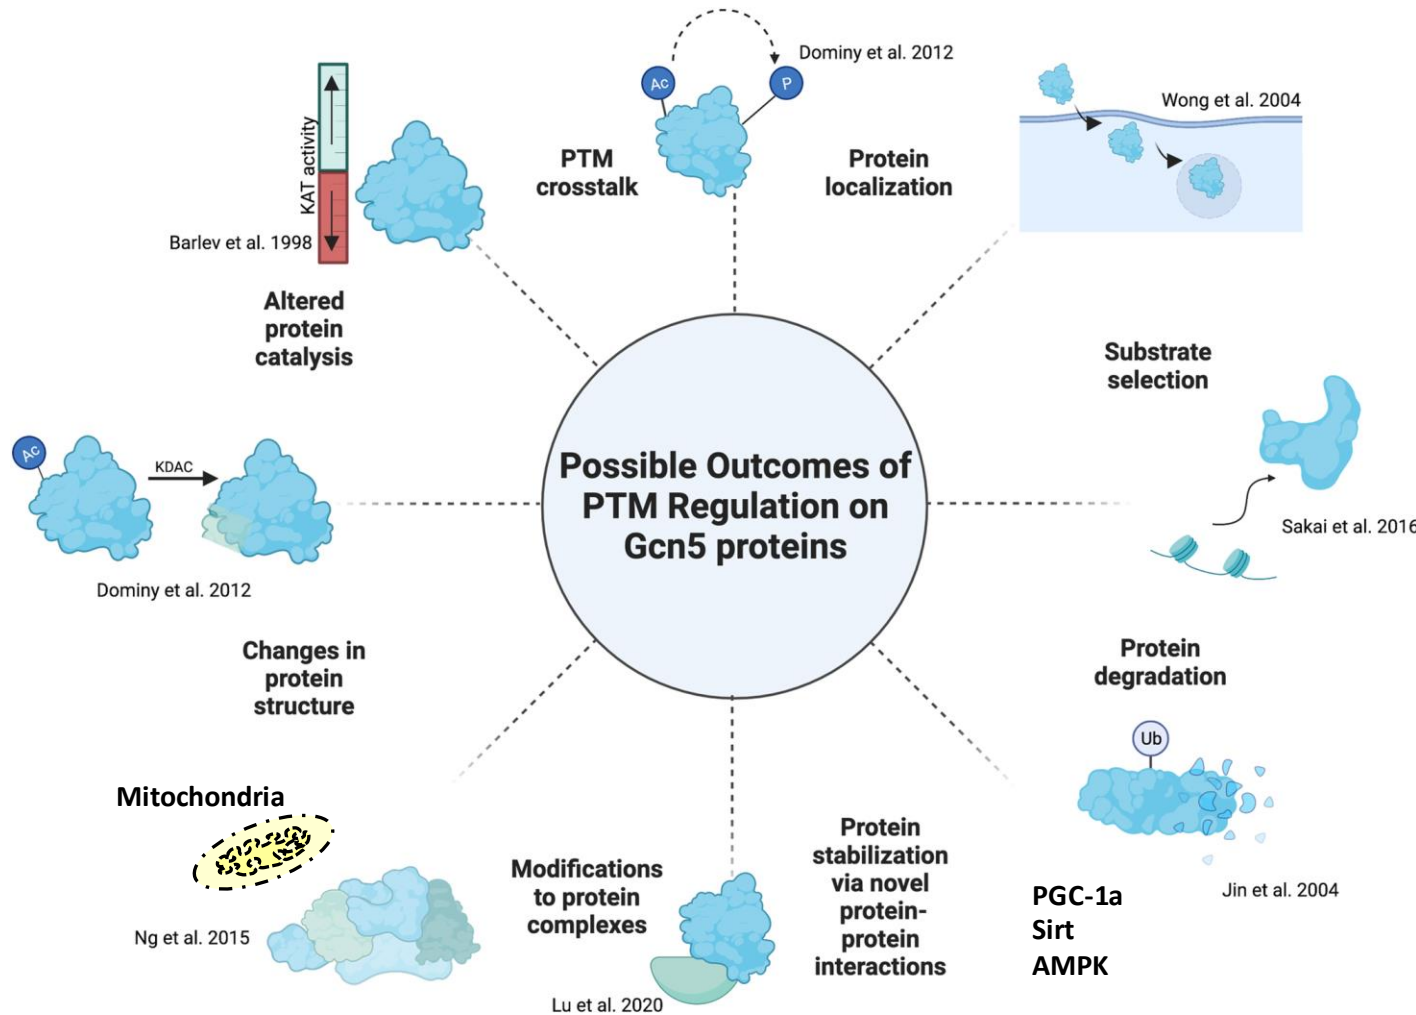 Ac
P
Dominy et al. 2012
Wong et al. 2004
KAT activity
PTM
crosstalk
Protein
localization
Barlev et al. 1998
Altered
protein
catalysis
Substrate
selection
Ac
KDAC
Dominy et al. 2012
Possible Outcomes of
PTM Regulation on
Gcn5 proteins
Sakai et al. 2016
Changes in
protein
structure
Protein
degradation
Ub
Mitochondria
Ng et al. 2015
Modifications
to protein
complexes
Lu et al. 2020
Protein
stabilization
via novel
protein-
protein
interactions
Jin et al. 2004
PGC-1a
Sirt
AMPK